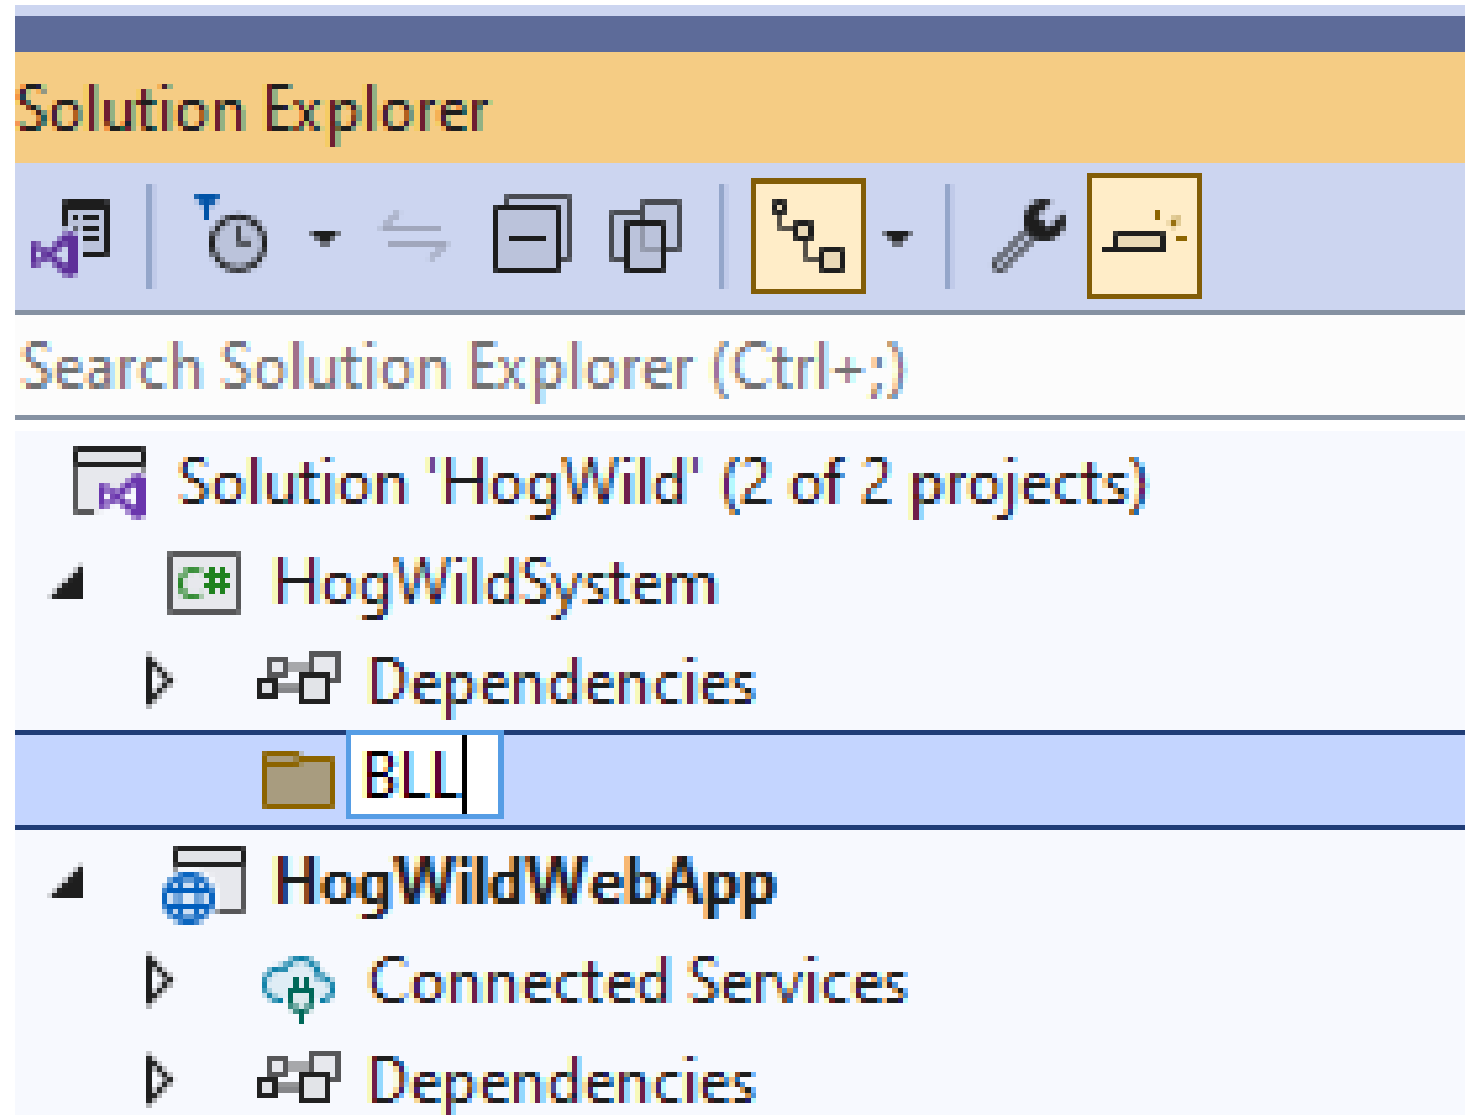 Solution Explorer
Search Solution Explorer (Ctrl+;)
Solution 'HogWild' (2 of 2 projects)
C# HogWildSystem
Dependencies
BLL
HogWildWebApp
Connected Services
Dependencies